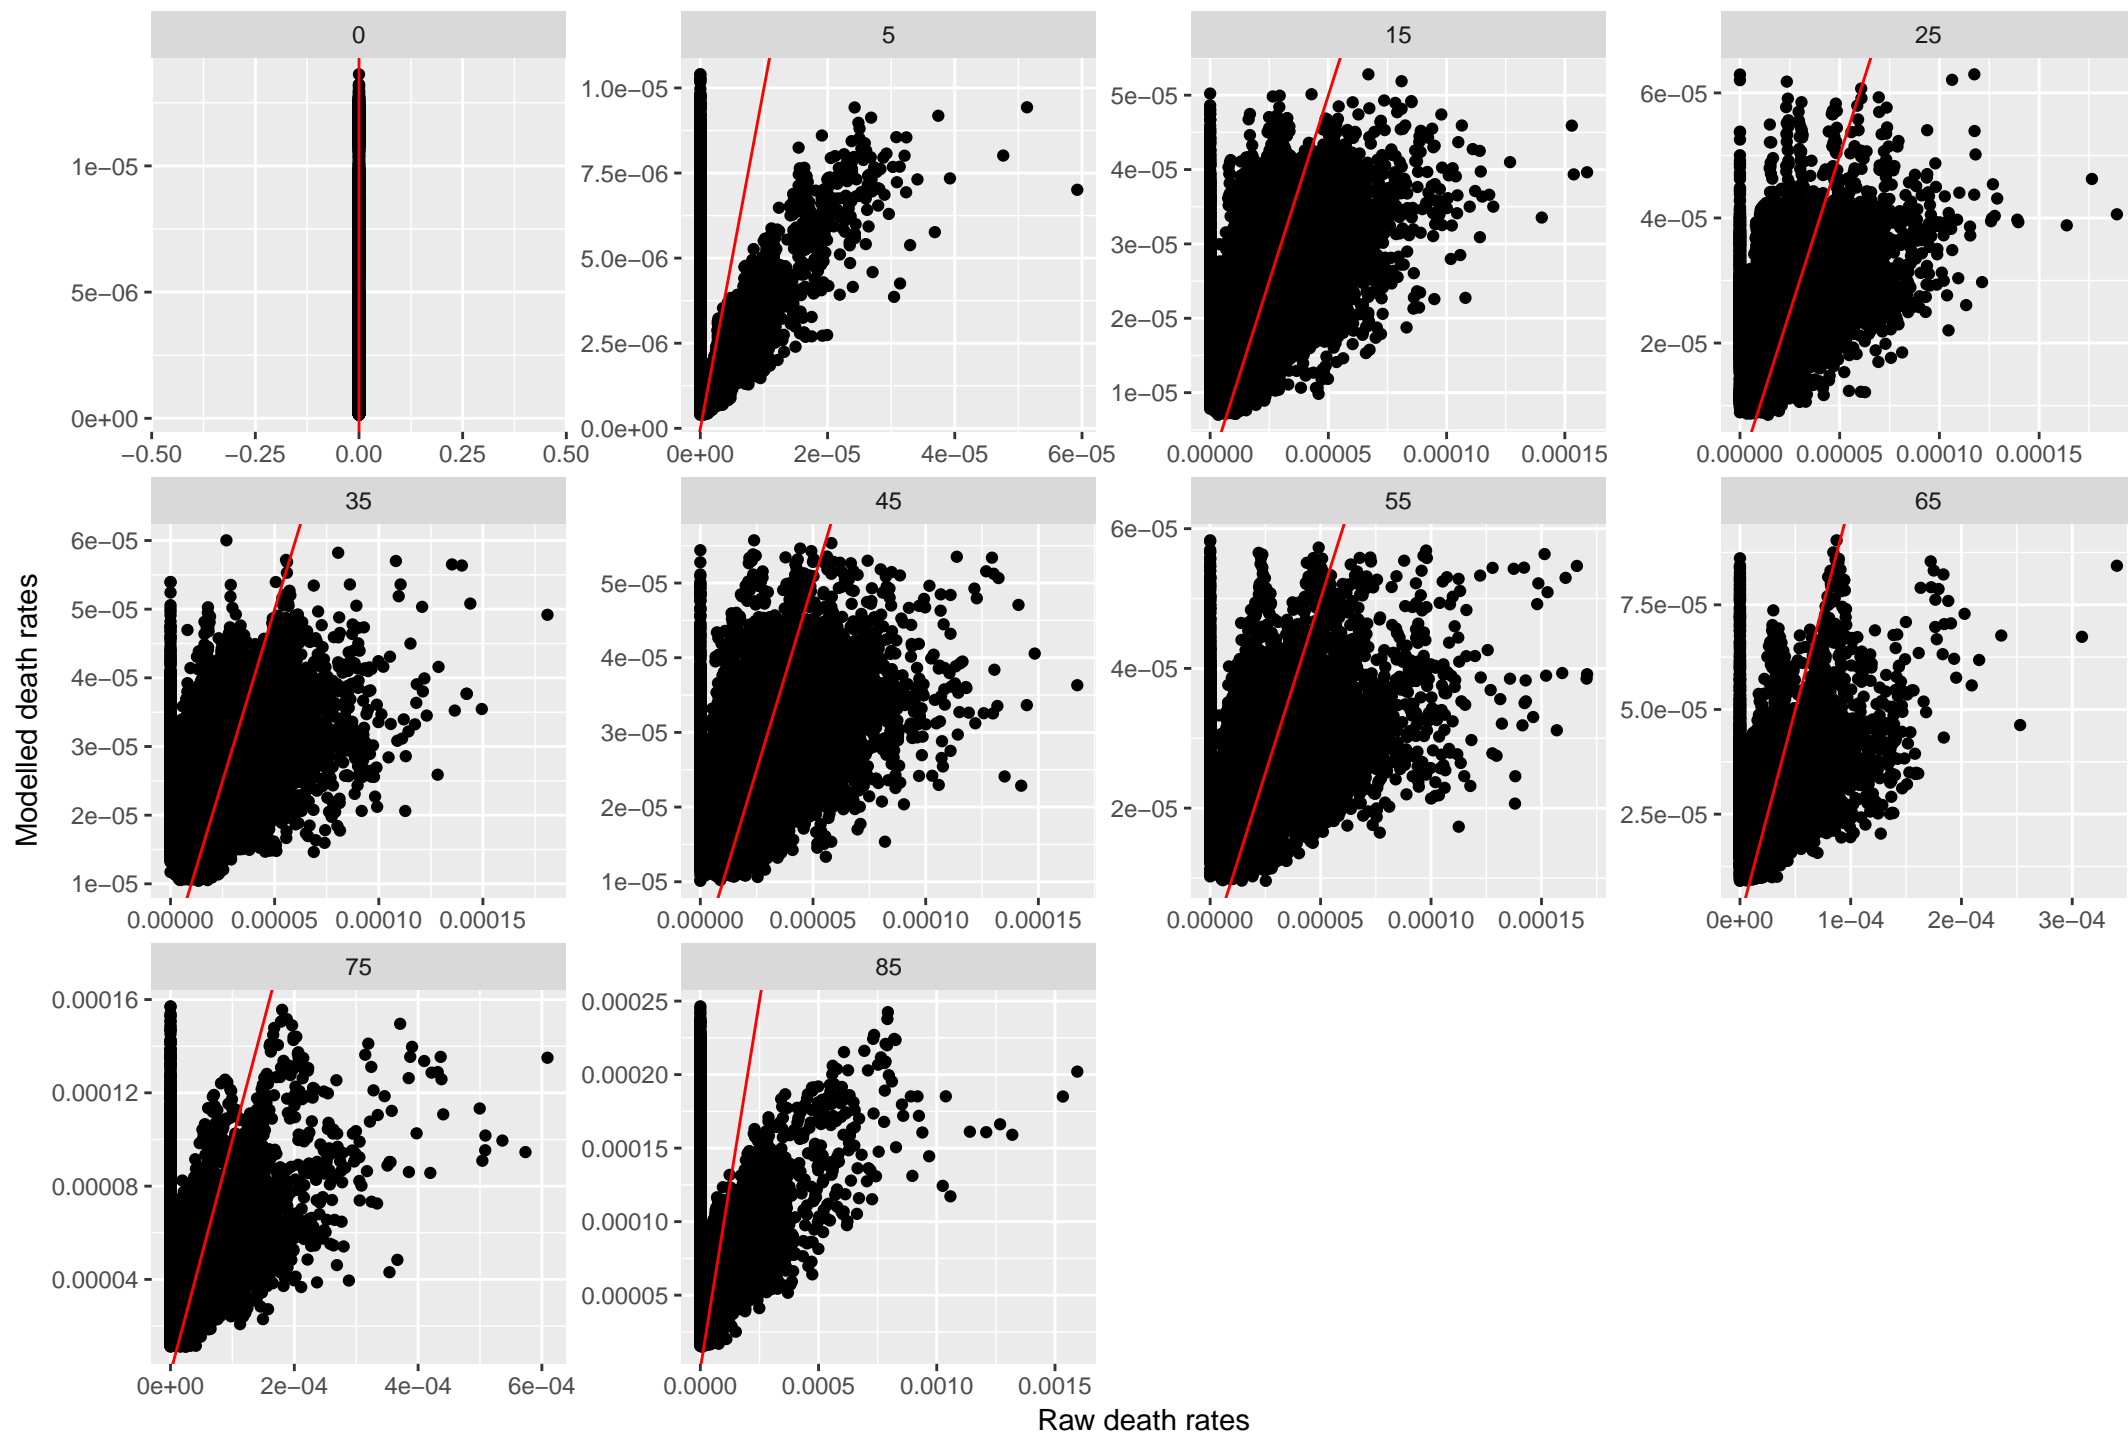 0 5 15 25
1e−05
5e−06
0e+00
−0.50 −0.25 0.00 0.25 0.50
1.0e−05
7.5e−06
5.0e−06
2.5e−06
0.0e+00
0e+00 2e−05 4e−05 6e−05
5e−05
4e−05
3e−05
2e−05
1e−05
0.00000 0.00005 0.00010 0.00015
6e−05
4e−05
2e−05
0.00000 0.00005 0.00010 0.00015
35 45 55 65
6e−05
5e−05
4e−05
3e−05
2e−05
1e−05
0.00000 0.00005 0.00010 0.00015
5e−05
4e−05
3e−05
2e−05
1e−05
0.00000 0.00005 0.00010 0.00015
6e−05
4e−05
2e−05
0.00000 0.00005 0.00010 0.00015
7.5e−05
5.0e−05
2.5e−05
0e+00 1e−04 2e−04 3e−04
75 85
0.00016
0.00012
0.00008
0.00004
0e+00 2e−04 4e−04 6e−04
0.00025
0.00020
0.00015
0.00010
0.00005
0.0000 0.0005 0.0010 0.0015
Modelled death rates
Raw death rates